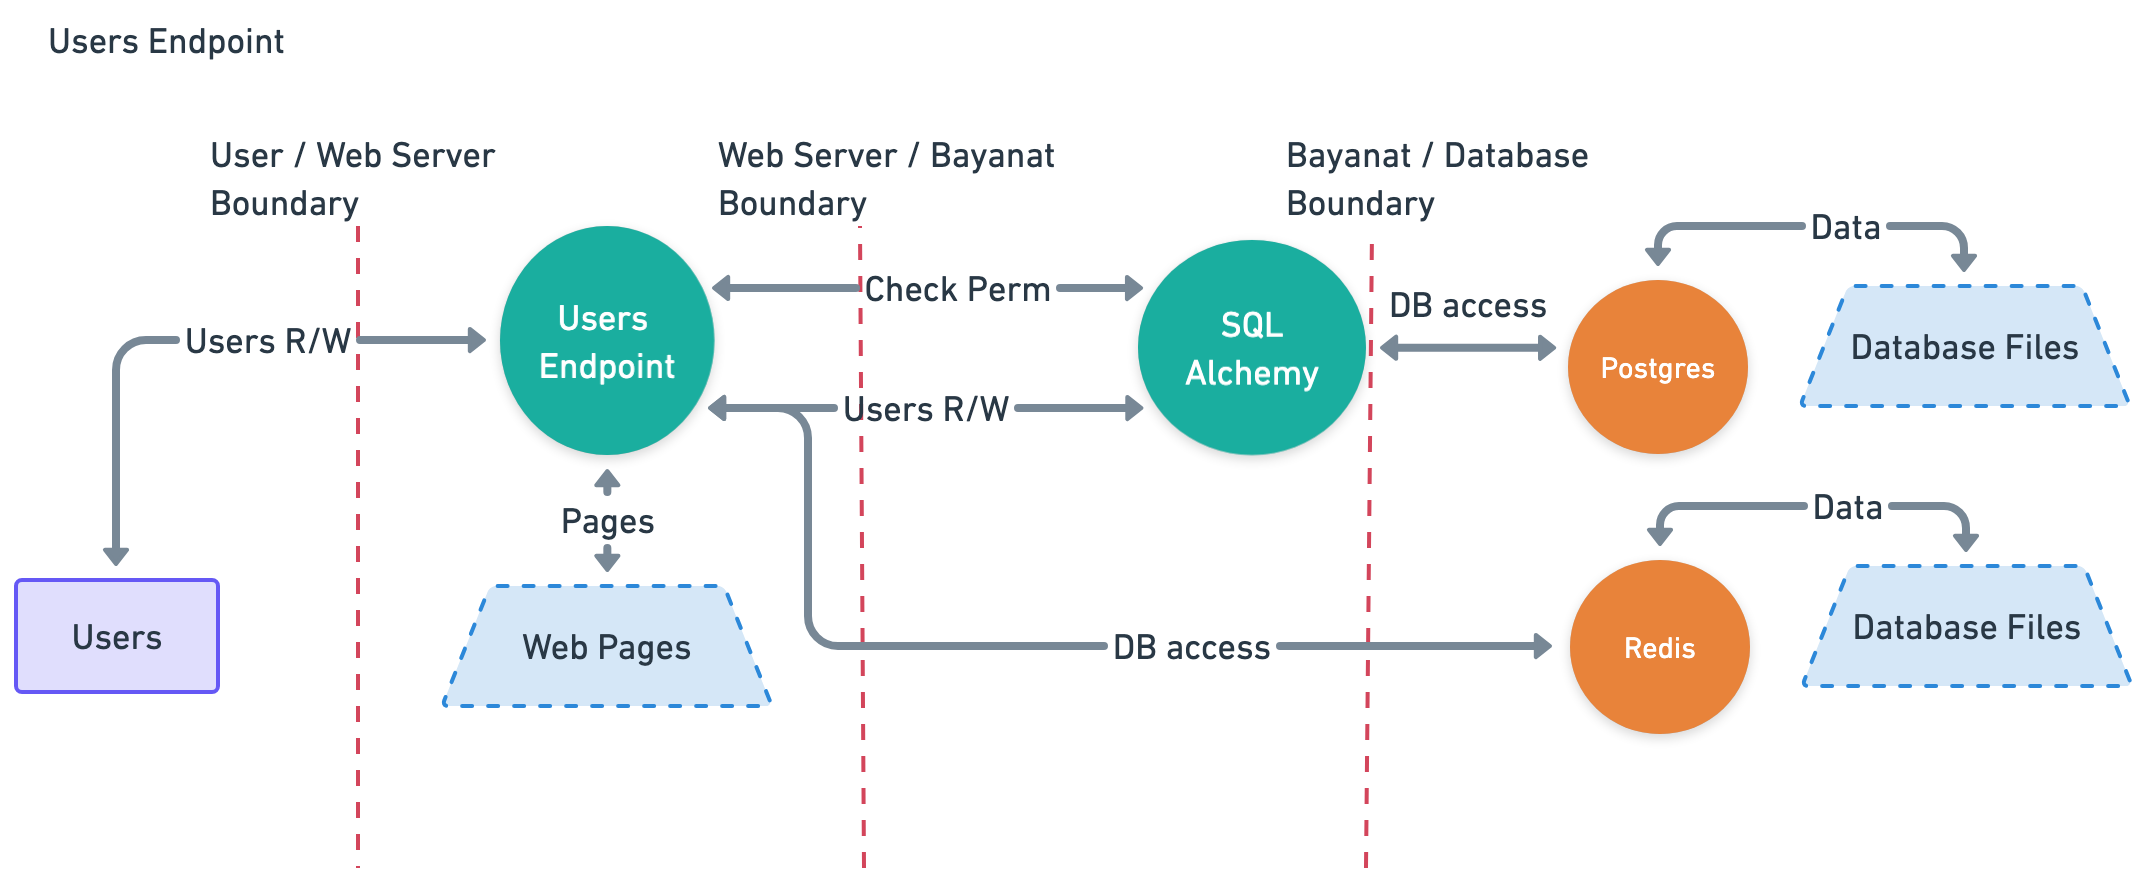 Users Endpoint
User / Web Server
Boundary
Web Server / Bayanat
Boundary
Bayanat / Database
Boundary
Data
Check Perm
DB access
Users
Endpoint
SQL
Alchemy
Users R/W
Postgres
Database Files
Users R/W
Pages
Data
Users
Web Pages
DB access
Redis
Database Files